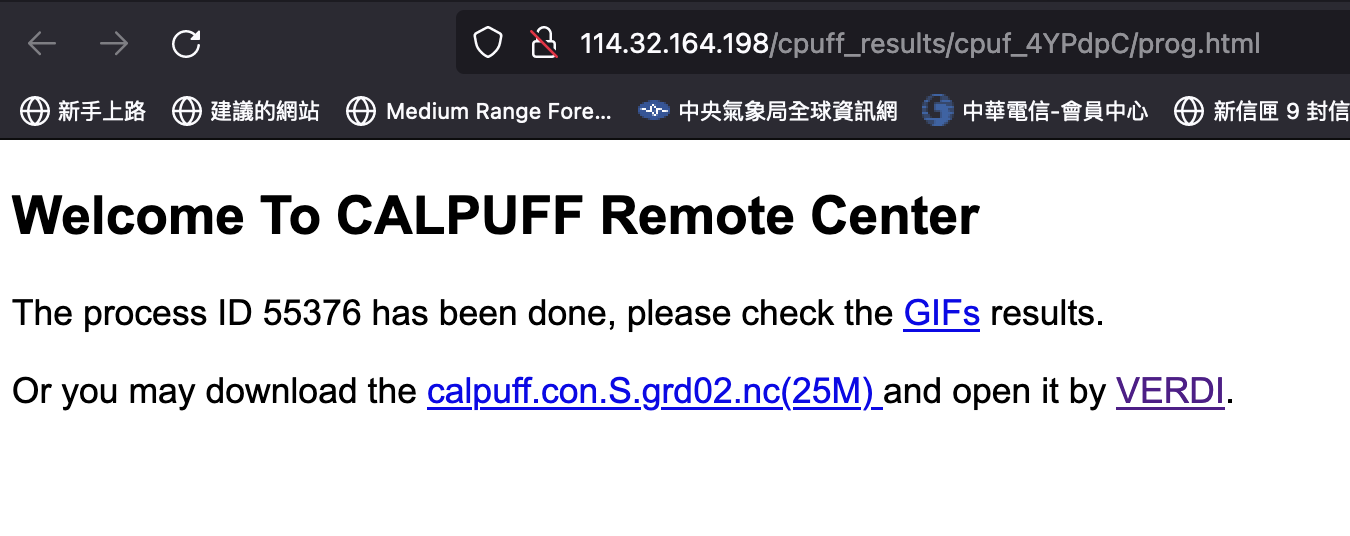 114.32.164.198/cpuff_results/cpuf_4YPdpC/prog.html
新手上路 建議的網站 Medium Range Fore... 中央氣象局全球資訊網 中華電信-會員中心 新信匣 9 封信
Welcome To CALPUFF Remote Center
The process ID 55376 has been done, please check the GIFs results.
Or you may download the calpuff.con.S.grd02.nc(25M) and open it by VERDI.